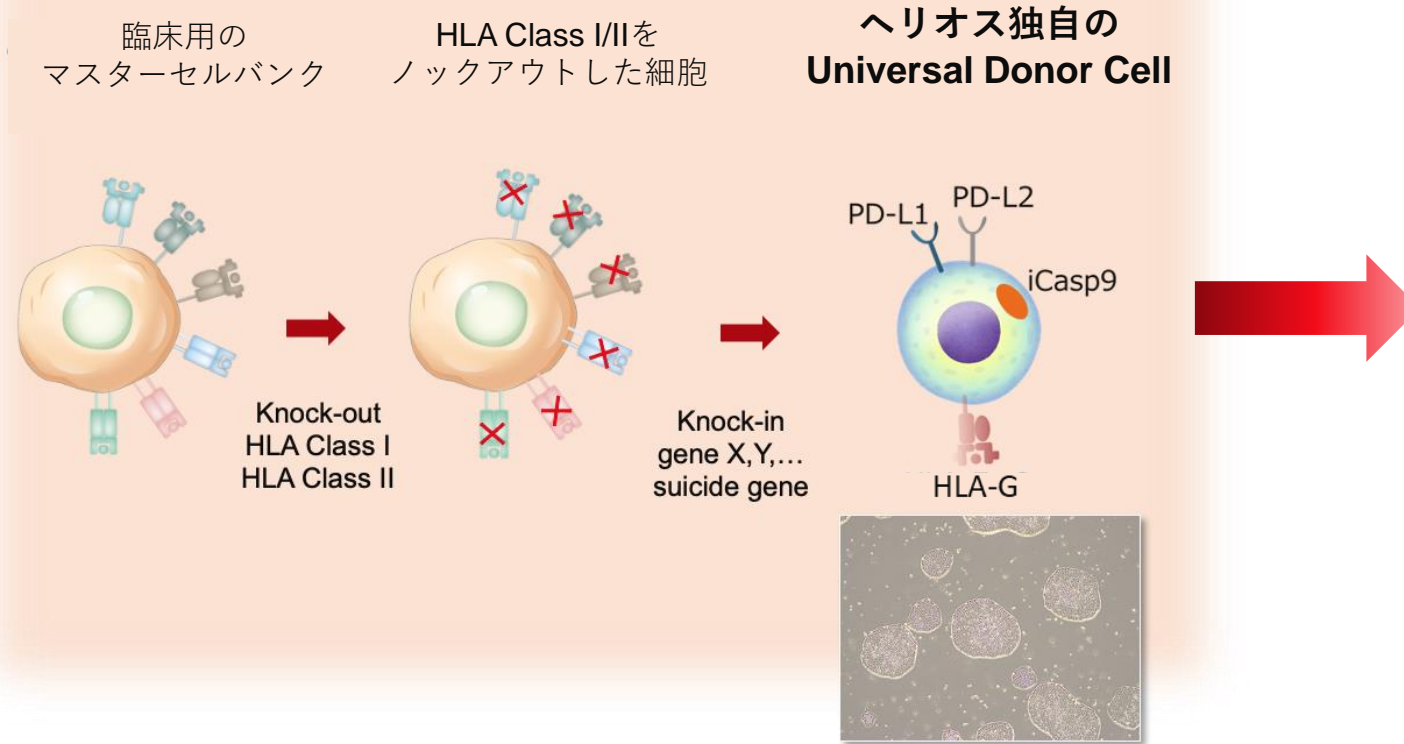 臨床用の
マスターセルバンク
HLA Class I/IIを
ノックアウトした細胞
ヘリオス独自の
Universal Donor Cell
Knock-out
HLA Class I
HLA Class II
Knock-in
gene X,Y,…
suicide gene
PD-L1
PD-L2
iCasp9
HLA-G